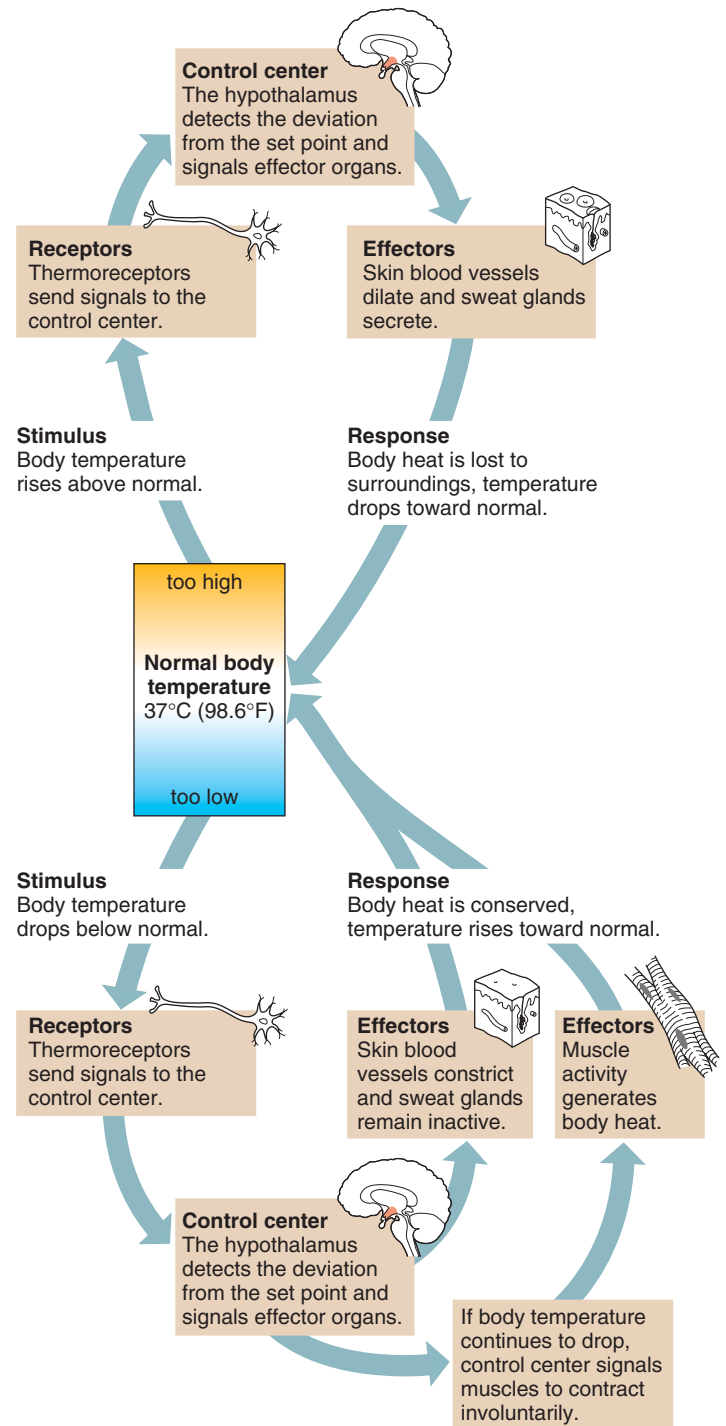 Control center
The hypothalamus
detects the deviation
from the set point and
signals effector organs.
Receptors
Thermoreceptors
send signals to the
control center.
Effectors
Skin blood vessels
dilate and sweat glands
secrete.
Stimulus
Body temperature
rises above normal.
Response
Body heat is lost to
surroundings, temperature
drops toward normal.
too high
Normal body
temperature
37°C (98.6°F)
too low
Stimulus
Body temperature
drops below normal.
Response
Body heat is conserved,
temperature rises toward normal.
Receptors
Thermoreceptors
send signals to the
control center.
Effectors
Skin blood
vessels constrict
and sweat glands
remain inactive.
Effectors
Muscle
activity
generates
body heat.
Control center
The hypothalamus
detects the deviation
from the set point and
signals effector organs.
If body temperature
continues to drop,
control center signals
muscles to contract
involuntarily.